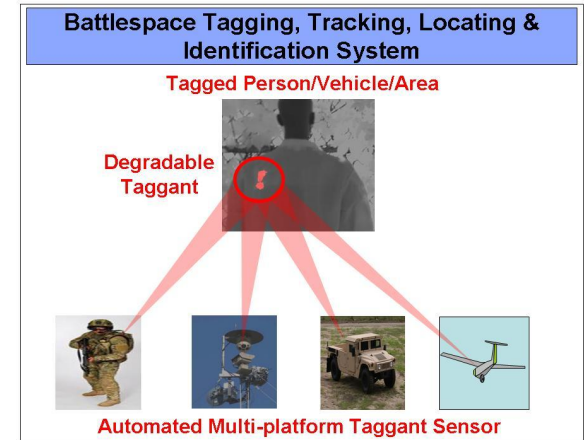 Battlespace Tagging, Tracking, Locating &
Identification System
Tagged Person/Vehicle/Area
Degradable
Taggant
Automated Multi-platform Taggant Sensor